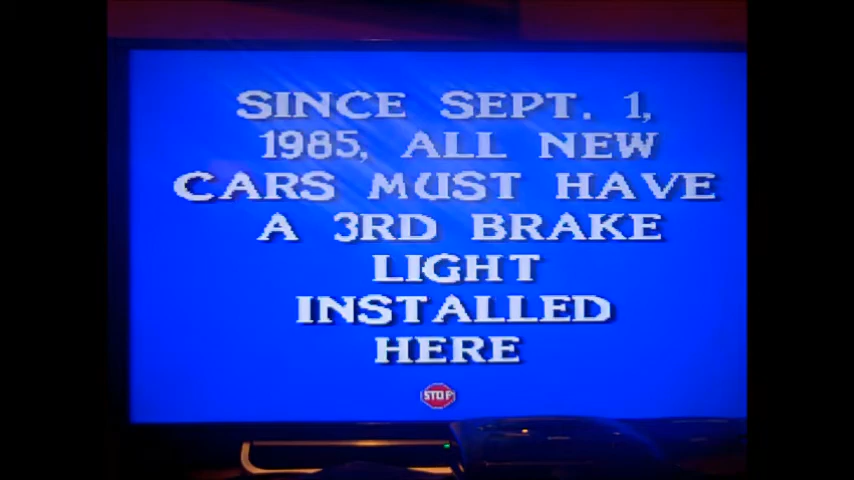 SINCE SEPT. 1,
1985, ALL NEW
CARS MUST HAVE
A 3RD BRAKE
LIGHT
INSTALLED
HERE
STOP